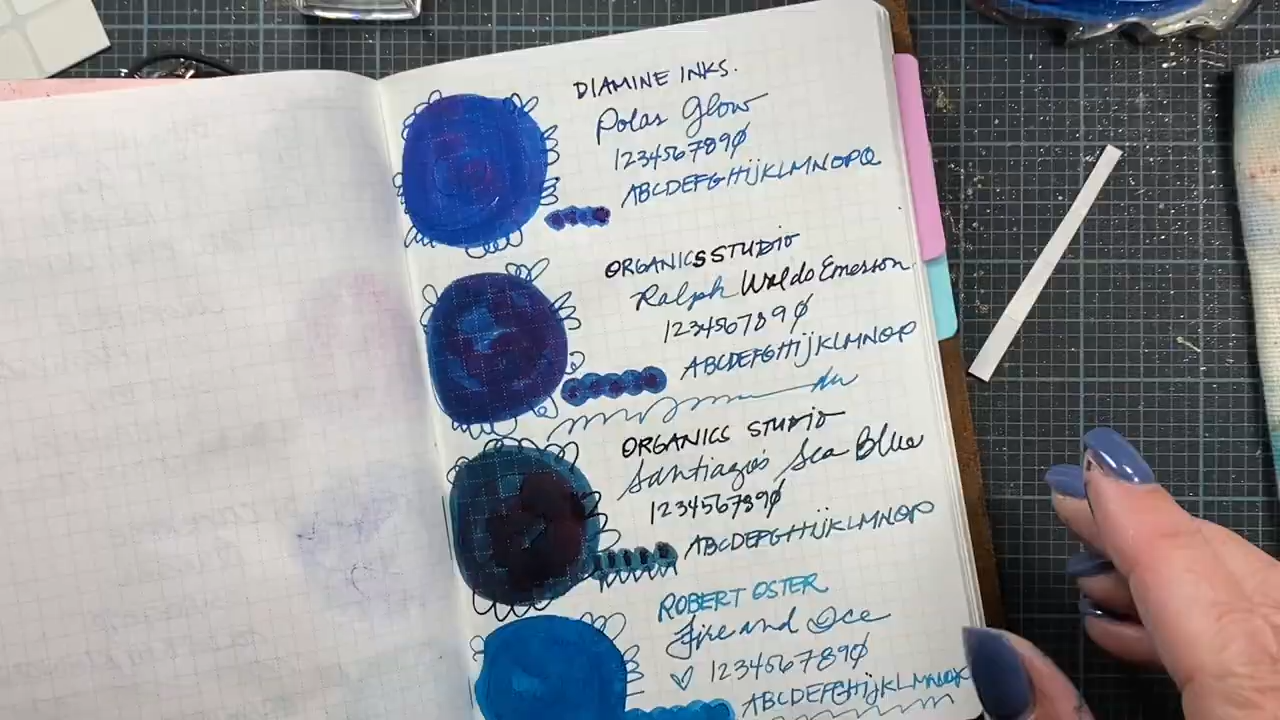 DIAMINE INKS.
Polar Glow
1234567890
ABCDEFGHIJKLMNOPQ
ORGANICS STUDIO
Ralph Waldo Emerson
1234567890
ABCDEFGHIJKLMNOP
ORGANICS STUDIO
Santiago's Sea Blue
1234567890
ABCDEFGHIJKLMNOP
ROBERT OSTER
Fire and Ice
♡ 1234567890
ABCDEFGHIJKLMNOP